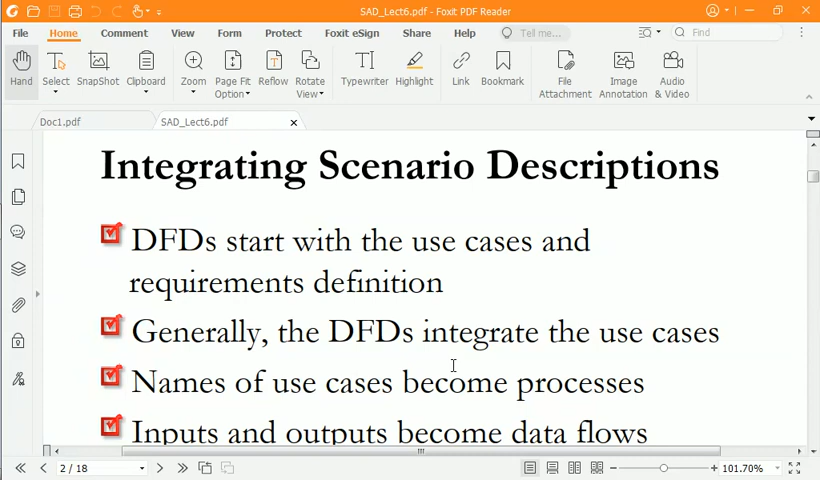 SAD_Lect6.pdf - Foxit PDF Reader
File Home Comment View Form Protect Foxit eSign Share Help Tell me... Find
Hand Select SnapShot Clipboard Zoom Page Fit Option Reflow Rotate View Typewriter Highlight Link Bookmark File Attachment Image Annotation Audio & Video
Doc1.pdf SAD_Lect6.pdf
Integrating Scenario Descriptions
DFDs start with the use cases and
requirements definition
Generally, the DFDs integrate the use cases
Names of use cases become processes
Inputs and outputs become data flows
2 / 18 101.70%